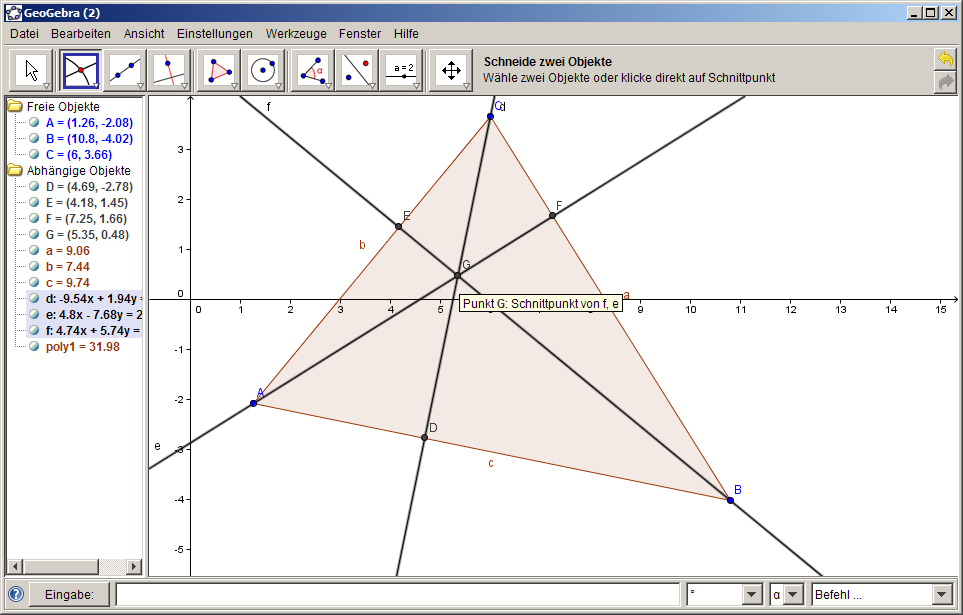 GeoGebra (2)
Datei Bearbeiten Ansicht Einstellungen Werkzeuge Fenster Hilfe
α
a = 2
Schneide zwei Objekte
Wähle zwei Objekte oder klicke direkt auf Schnittpunkt
Freie Objekte
A = (1.26, -2.08)
B = (10.8, -4.02)
C = (6, 3.66)
Abhängige Objekte
D = (4.69, -2.78)
E = (4.18, 1.45)
F = (7.25, 1.66)
G = (5.35, 0.48)
a = 9.06
b = 7.44
c = 9.74
d: -9.54x + 1.94y =
e: 4.8x - 7.68y = 2
f: 4.74x + 5.74y =
poly1 = 31.98
f
C d
3
E F
2
b
1
G
0
Punkt G: Schnittpunkt von f, e
a
0 1 2 3 4 5 9 10 11 12 13 14 15
-1
-2
A
D
e
-3
c
B
-4
-5
? Eingabe: ° α Befehl ...